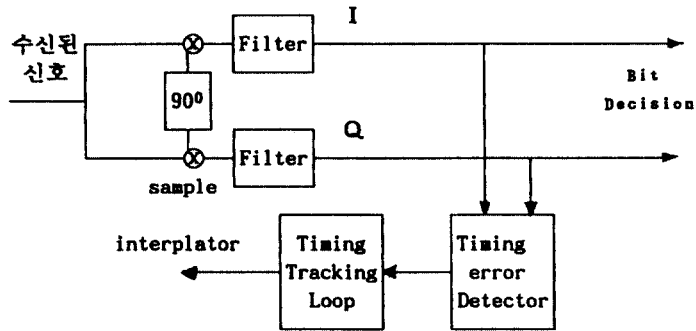 I
수신된
신호
Filter
90⁰
Bit
Decision
Q
Filter
sample
interplator
Timing
Tracking
Loop
Timing
error
Detector